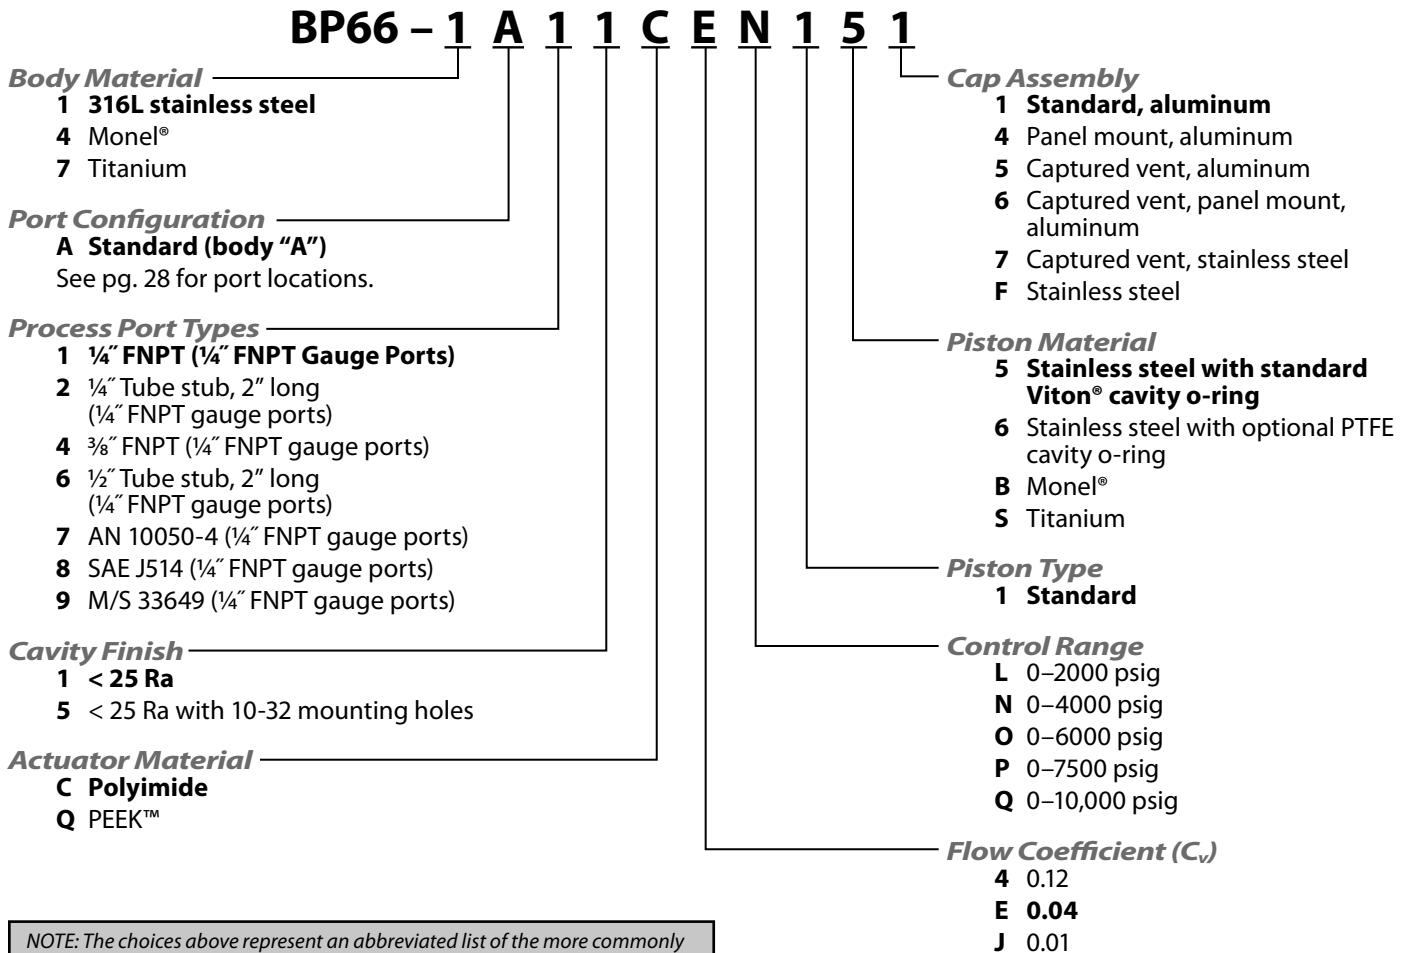 BP66 – 1 A 1 1 C E N 1 5 1
Body Material
1 316L stainless steel
4 Monel®
7 Titanium
Port Configuration
A Standard (body “A”)
See pg. 28 for port locations.
Process Port Types
1 ¼˝ FNPT (¼˝ FNPT Gauge Ports)
2 ¼˝ Tube stub, 2” long
(¼˝ FNPT gauge ports)
4 ⅜˝ FNPT (¼˝ FNPT gauge ports)
6 ½˝ Tube stub, 2” long
(¼˝ FNPT gauge ports)
7 AN 10050-4 (¼˝ FNPT gauge ports)
8 SAE J514 (¼˝ FNPT gauge ports)
9 M/S 33649 (¼˝ FNPT gauge ports)
Cavity Finish
1 < 25 Ra
5 < 25 Ra with 10-32 mounting holes
Actuator Material
C Polyimide
Q PEEK™
NOTE: The choices above represent an abbreviated list of the more commonly
Cap Assembly
1 Standard, aluminum
4 Panel mount, aluminum
5 Captured vent, aluminum
6 Captured vent, panel mount,
aluminum
7 Captured vent, stainless steel
F Stainless steel
Piston Material
5 Stainless steel with standard
Viton® cavity o-ring
6 Stainless steel with optional PTFE
cavity o-ring
B Monel®
S Titanium
Piston Type
1 Standard
Control Range
L 0–2000 psig
N 0–4000 psig
O 0–6000 psig
P 0–7500 psig
Q 0–10,000 psig
Flow Coefficient (Cv)
4 0.12
E 0.04
J 0.01